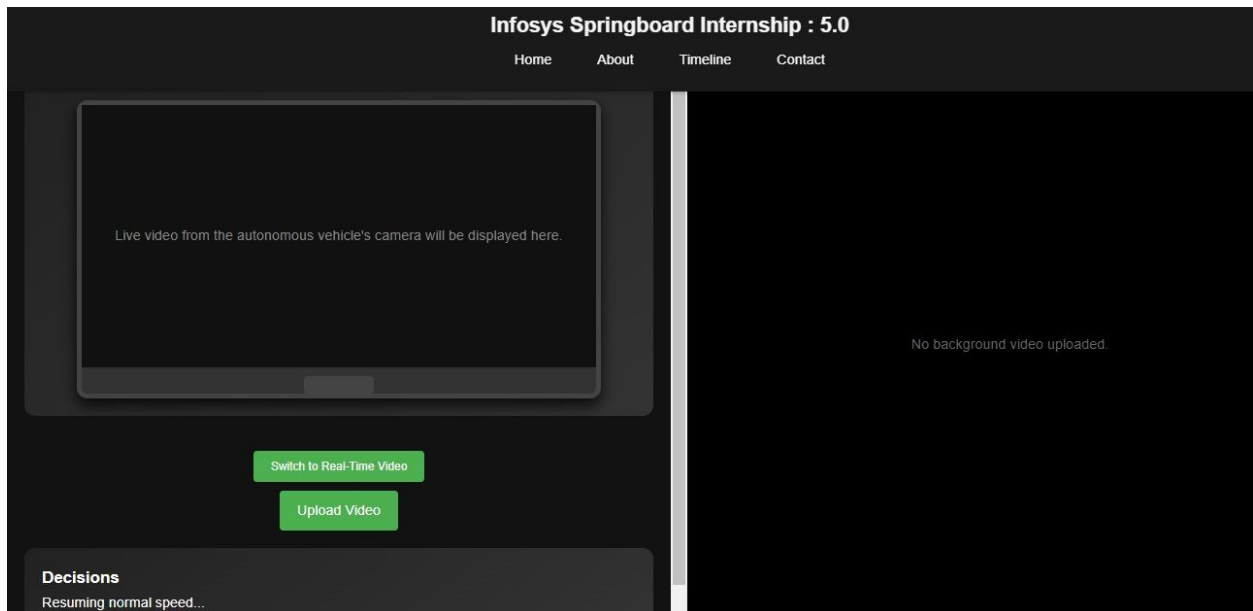 Infosys Springboard Internship : 5.0
Home About Timeline Contact
Live video from the autonomous vehicle's camera will be displayed here.
No background video uploaded.
Switch to Real-Time Video
Upload Video
Decisions
Resuming normal speed...